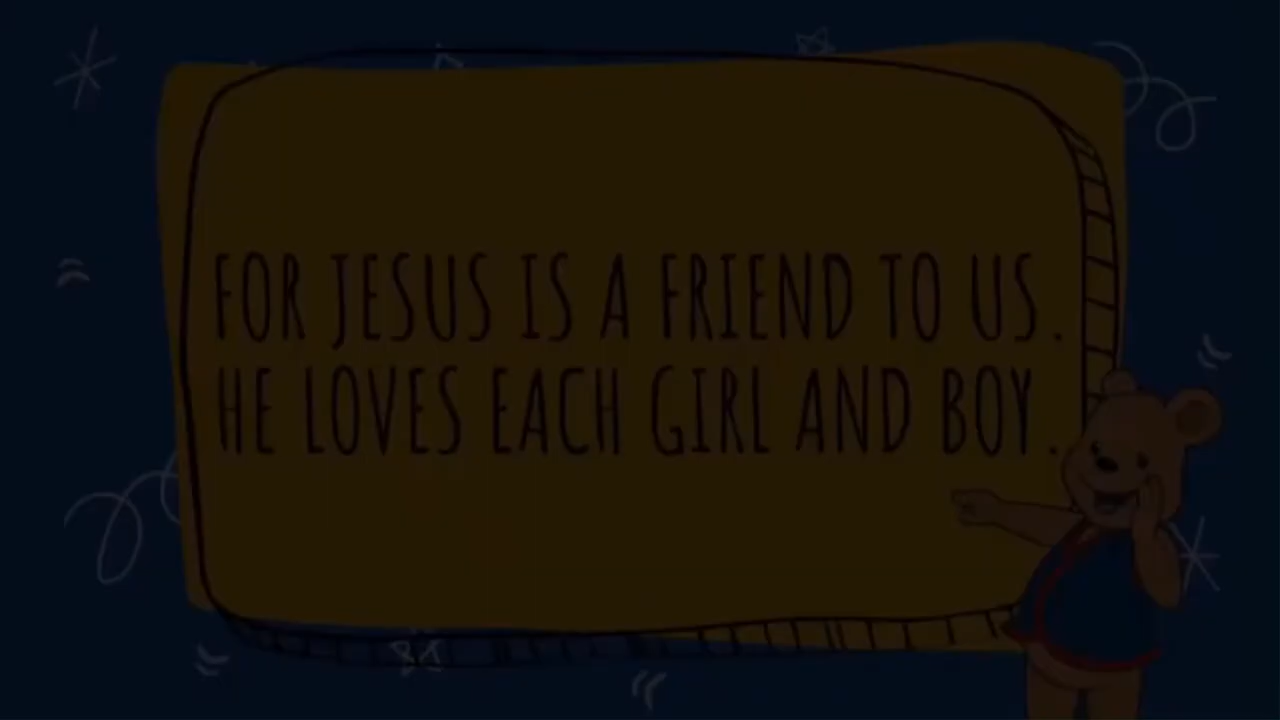 FOR JESUS IS A FRIEND TO US.
HE LOVES EACH GIRL AND BOY.